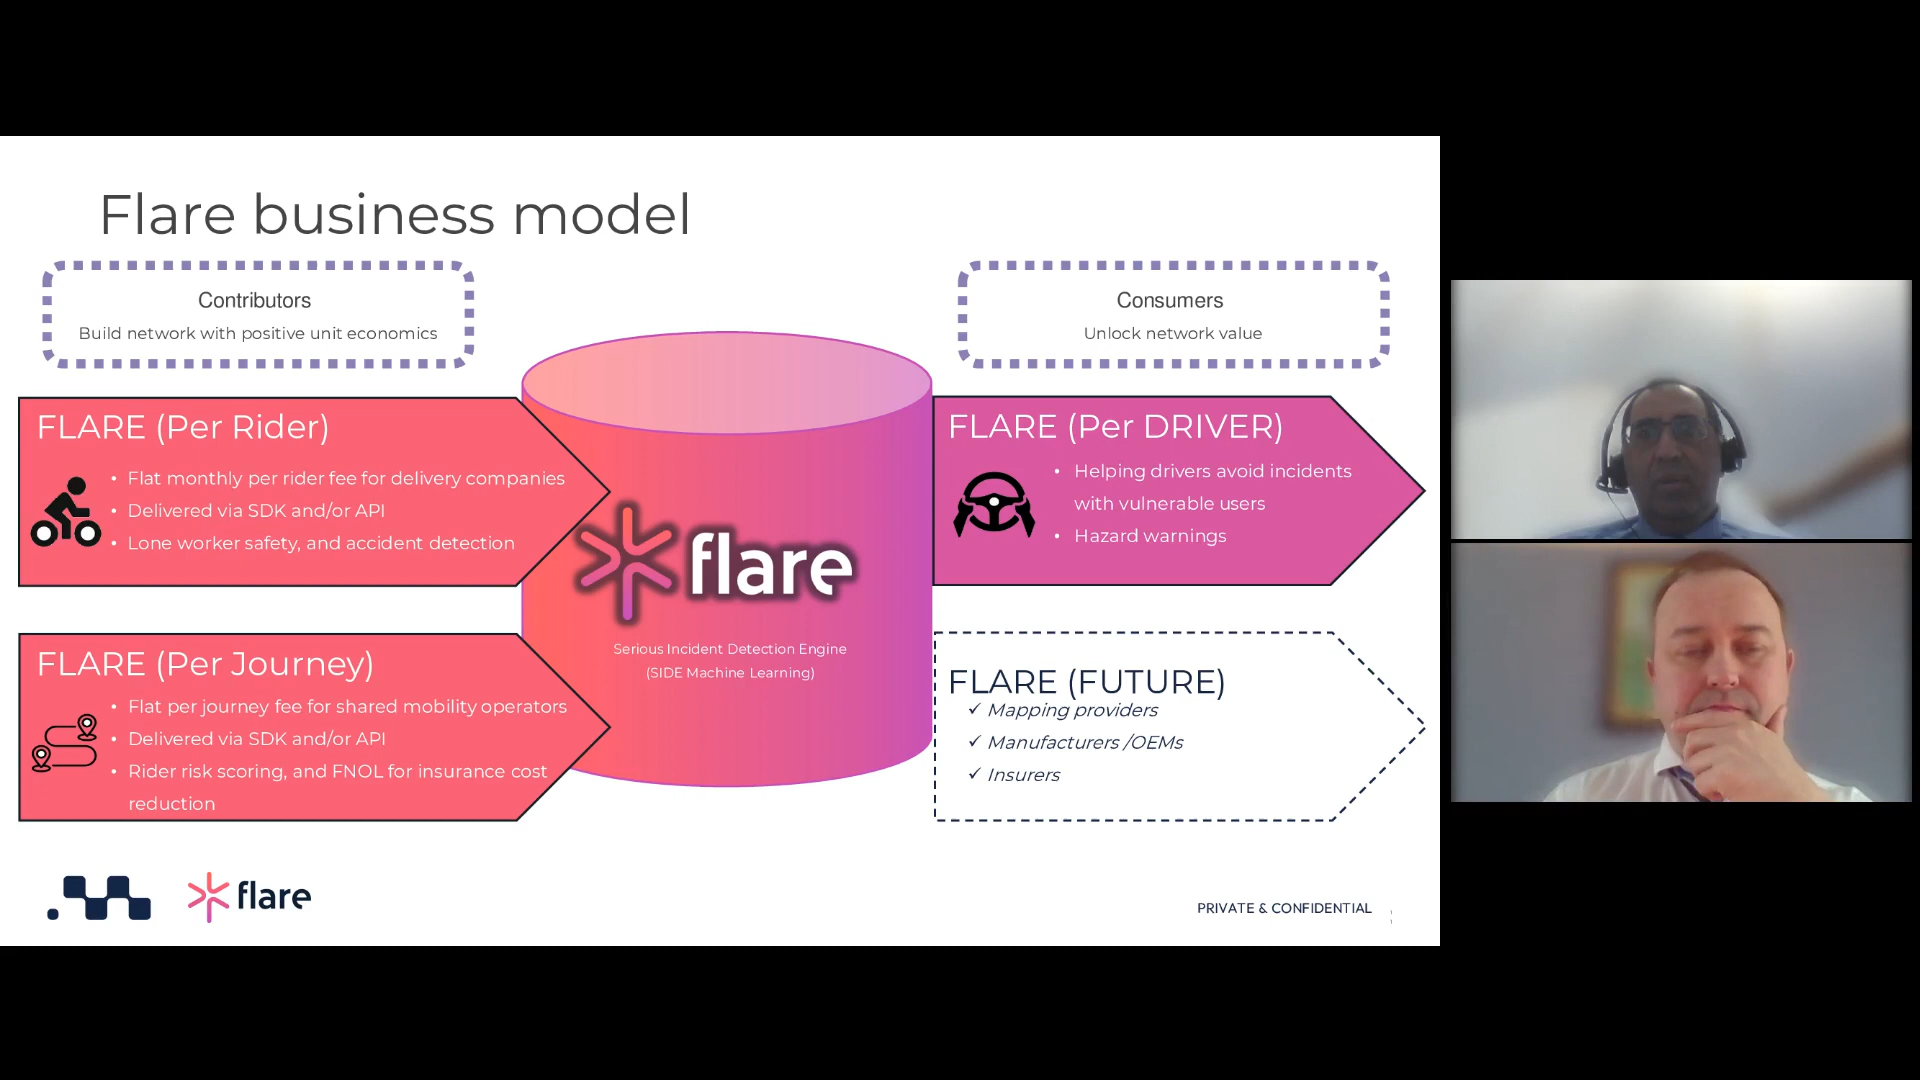 Flare business model
Contributors
Build network with positive unit economics
Consumers
Unlock network value
FLARE (Per Rider)
• Flat monthly per rider fee for delivery companies
• Delivered via SDK and/or API
• Lone worker safety, and accident detection
FLARE (Per Journey)
• Flat per journey fee for shared mobility operators
• Delivered via SDK and/or API
• Rider risk scoring, and FNOL for insurance cost
reduction
flare
Serious Incident Detection Engine
(SIDE Machine Learning)
FLARE (Per DRIVER)
• Helping drivers avoid incidents
with vulnerable users
• Hazard warnings
FLARE (FUTURE)
✓ Mapping providers
✓ Manufacturers /OEMs
✓ Insurers
flare
PRIVATE & CONFIDENTIAL